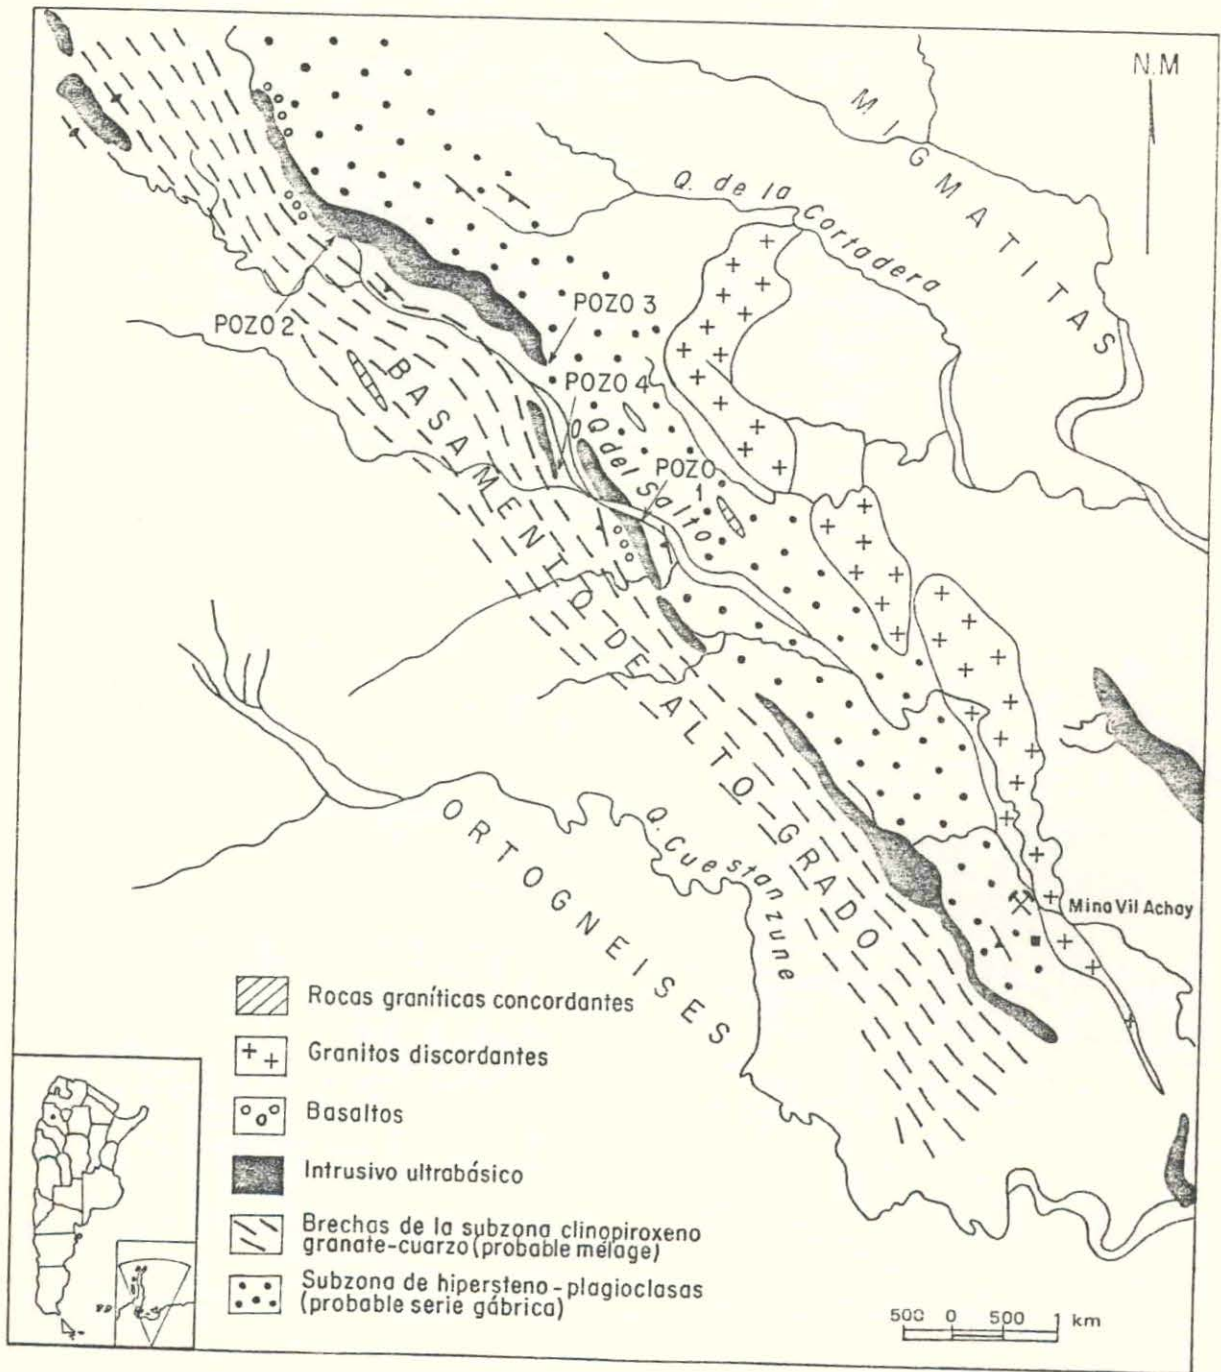 N.M
MIGMATITAS
Q. de la Cortadera
POZO 3
POZO 2
BASAMENTO DE ALTO GRADO
POZO 4
Q del Salto
POZO
1
Mina Vil Achay
ORTOGNEISES
Q. Cuestanzune
Rocas graníticas concordantes
Granitos discordantes
Basaltos
Intrusivo ultrabásico
Brechas de la subzona clinopiroxeno
granate-cuarzo (probable mélage)
Subzona de hipersteno-plagioclasas
(probable serie gábrica)
500 0 500 1 km